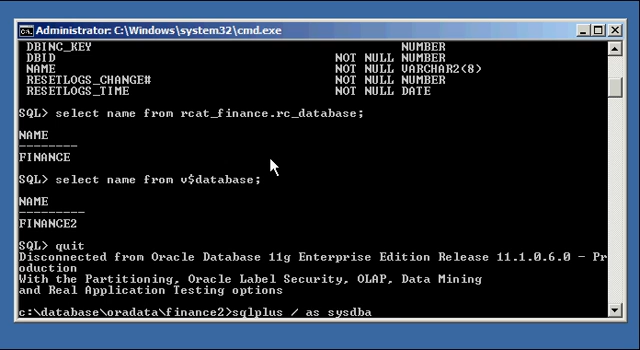 Administrator: C:\Windows\system32\cmd.exe
DBINC_KEY NUMBER
DBID NOT NULL NUMBER
NAME NOT NULL VARCHAR2(8)
RESETLOGS_CHANGE# NOT NULL NUMBER
RESETLOGS_TIME NOT NULL DATE
SQL> select name from rcat_finance.rc_database;
NAME
--------
FINANCE
SQL> select name from v$database;
NAME
---------
FINANCE2
SQL> quit
Disconnected from Oracle Database 11g Enterprise Edition Release 11.1.0.6.0 - Pr
oduction
With the Partitioning, Oracle Label Security, OLAP, Data Mining
and Real Application Testing options
c:\database\oradata\finance2>sqlplus / as sysdba